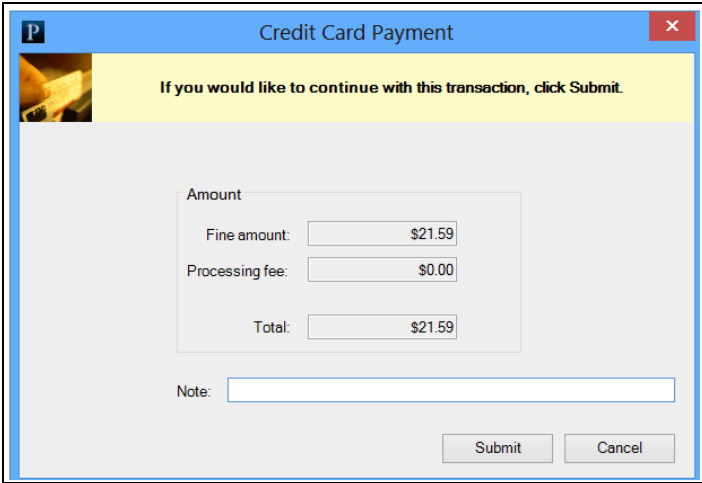 P
Credit Card Payment
If you would like to continue with this transaction, click Submit.
Amount
Fine amount: $21.59
Processing fee: $0.00
Total: $21.59
Note:
Submit Cancel